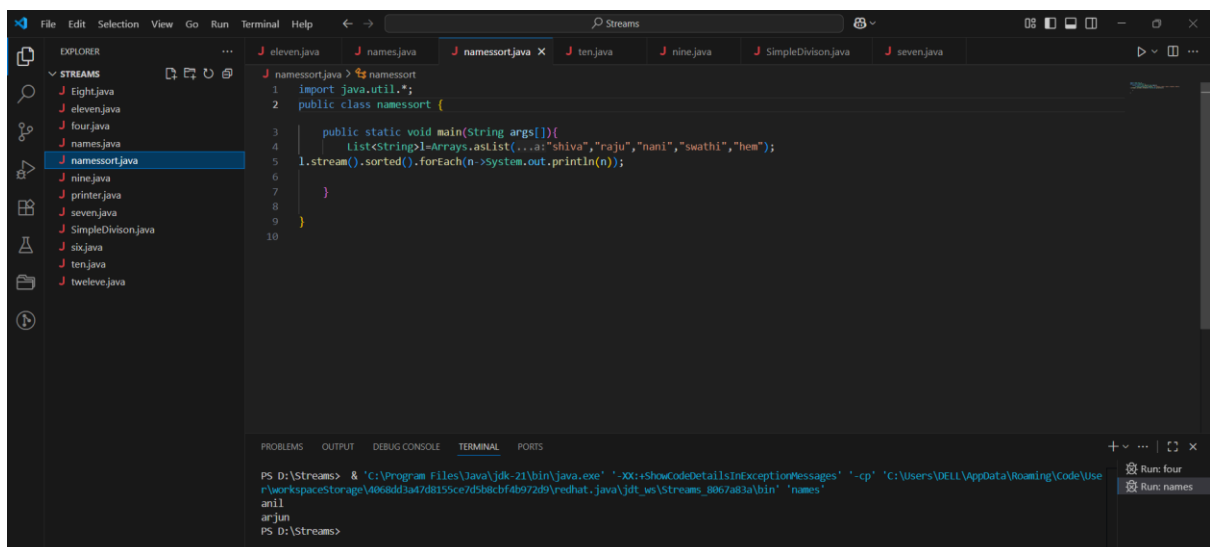 File Edit Selection View Go Run Terminal Help
Streams
EXPLORER
STREAMS
Eight.java
eleven.java
four.java
names.java
namessort.java
nine.java
printer.java
seven.java
SimpleDivison.java
six.java
ten.java
tweleve.java
eleven.java names.java namessort.java ten.java nine.java SimpleDivison.java seven.java
namessort.java > namessort
1 import java.util.*;
2 public class namessort {
3 public static void main(String args[]){
4 List<String>l=Arrays.asList(...a:"shiva","raju","nani","swathi","hem");
5 l.stream().sorted().forEach(n->System.out.println(n));
6
7 }
8
9 }
10
PROBLEMS OUTPUT DEBUG CONSOLE TERMINAL PORTS
PS D:\Streams> & 'C:\Program Files\Java\jdk-21\bin\java.exe' '-XX:+ShowCodeDetailsInExceptionMessages' '-cp' 'C:\Users\DELL\AppData\Roaming\Code\Use
r\workspaceStorage\4068dd3a47d8155ce7d5b8cbf4b972d9\redhat.java\jdt_ws\Streams_8067a83a\bin' 'names'
anil
arjun
PS D:\Streams>
Run: four
Run: names